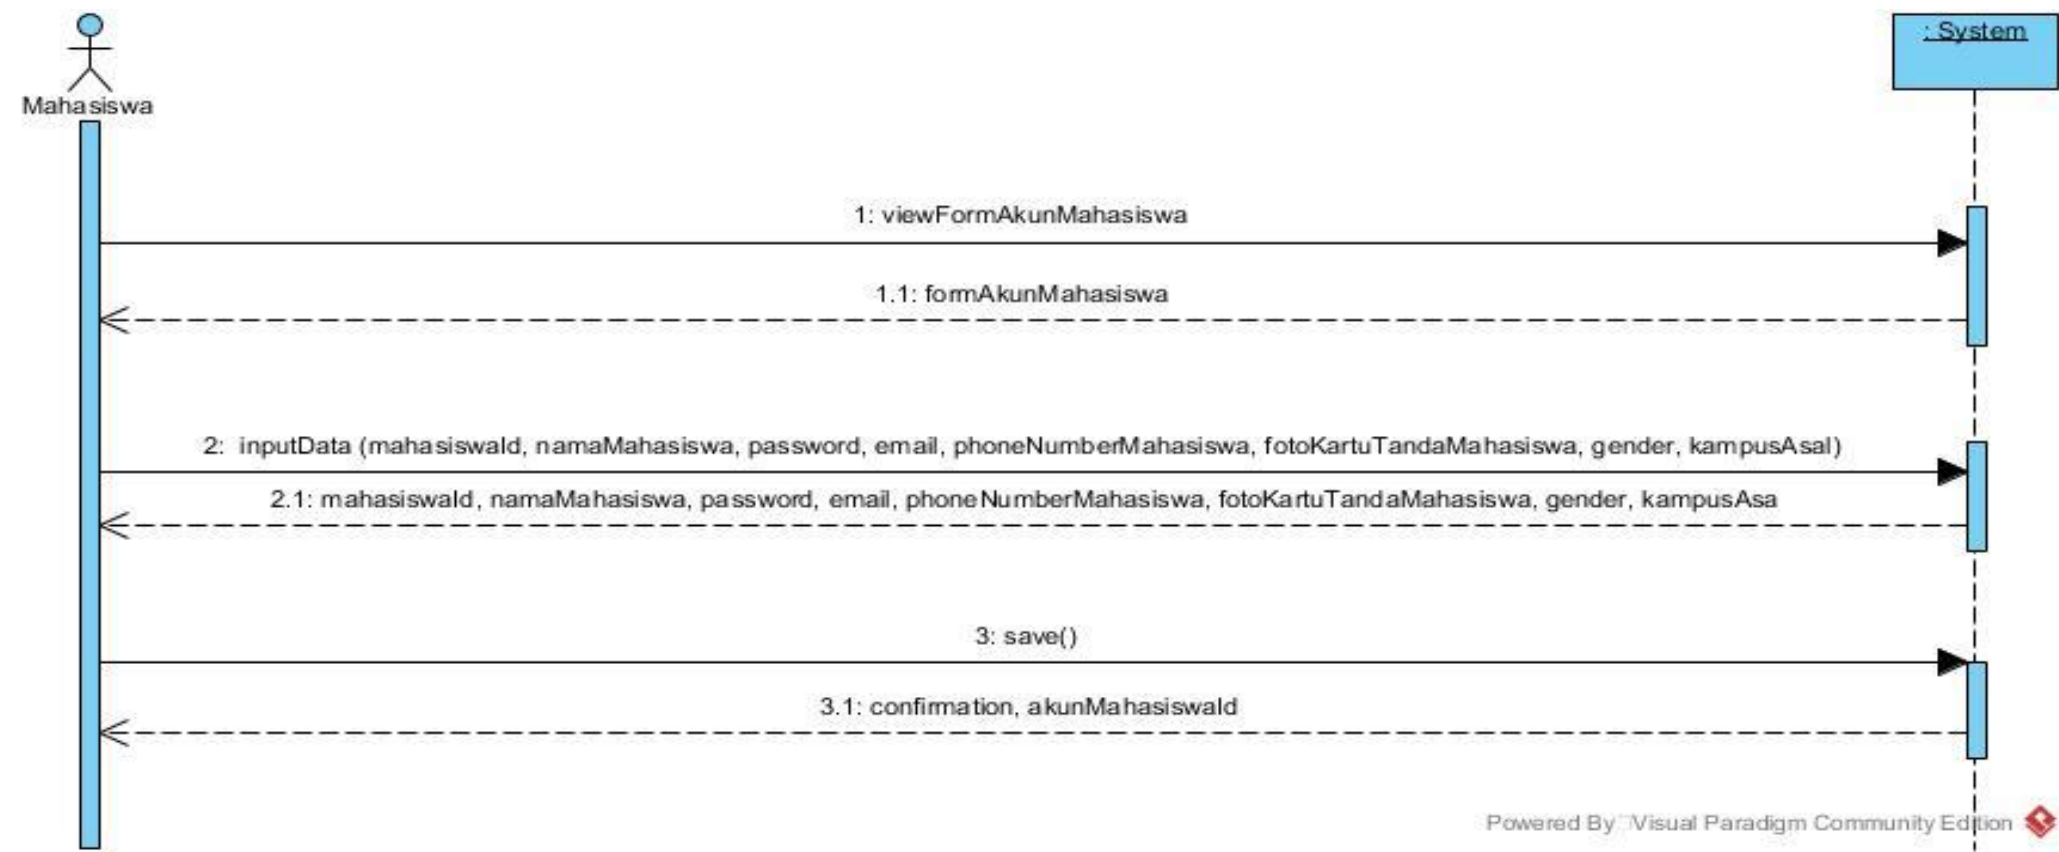 : System
Mahasiswa
1: viewFormAkunMahasiswa
1.1: formAkunMahasiswa
2: inputData (mahasiswaId, namaMahasiswa, password, email, phoneNumberMahasiswa, fotoKartuTandaMahasiswa, gender, kampusAsal)
2.1: mahasiswaId, namaMahasiswa, password, email, phoneNumberMahasiswa, fotoKartuTandaMahasiswa, gender, kampusAsa
3: save()
3.1: confirmation, akunMahasiswaId
Powered By Visual Paradigm Community Edition